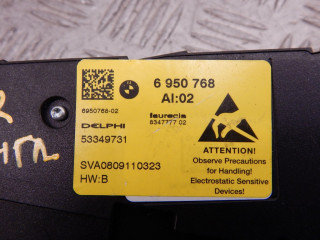 6 950 768
AI:02
6950768-02
DELPHI
faurecia
8347777 02
53349731
SVA0809110323
HW:B
ATTENTION!
Observe Precautions
for Handling!
Electrostatic Sensitive
Devices!